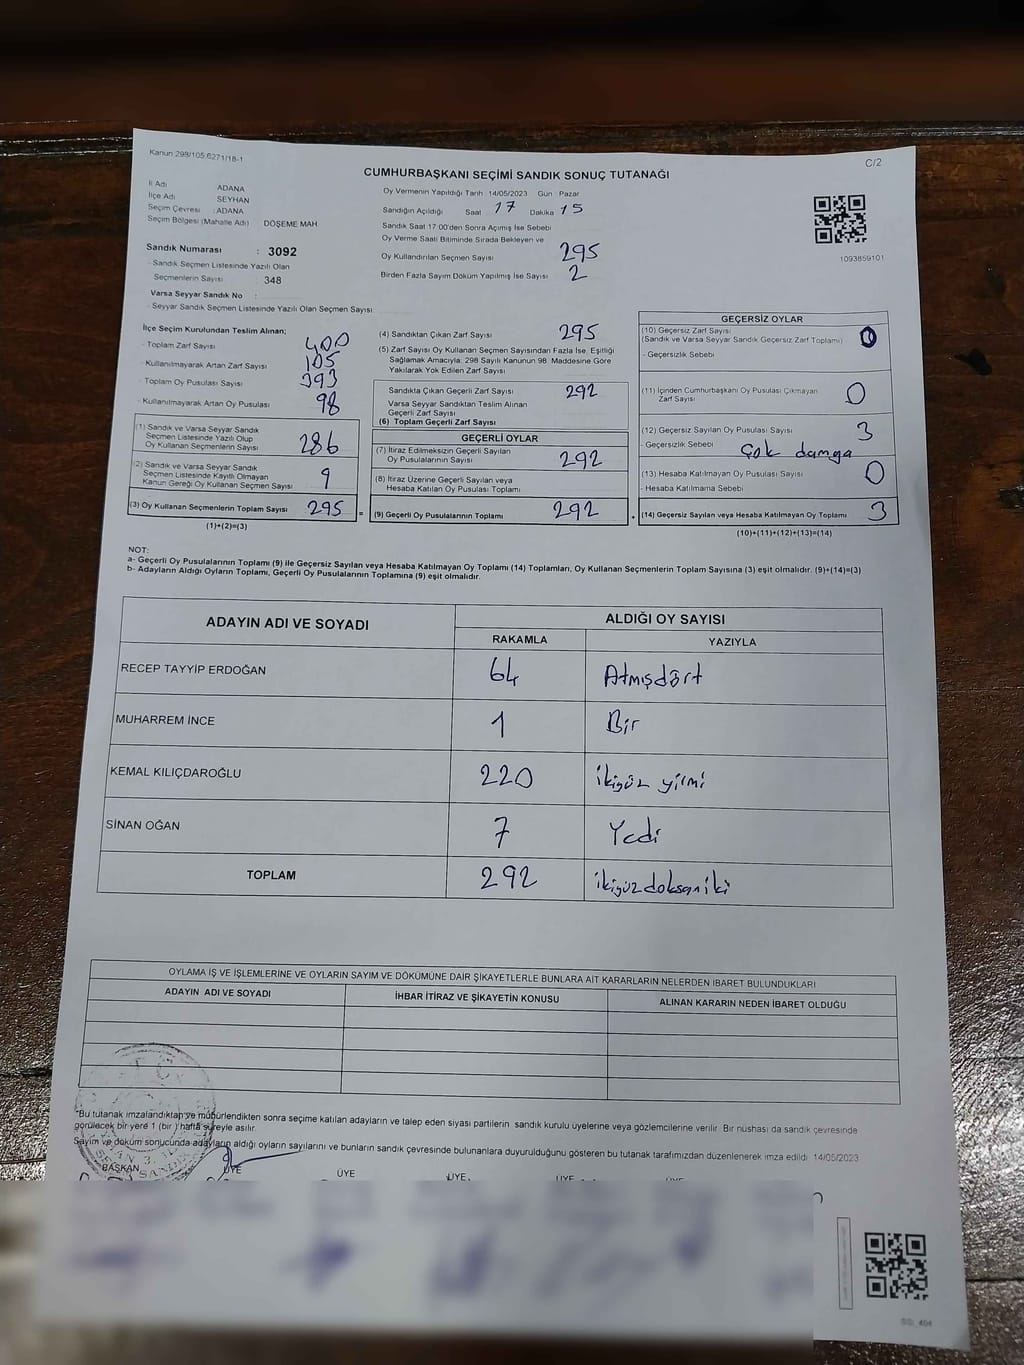 Kanun 298/105,6271/18-1
C/2
CUMHURBAŞKANI SEÇİMİ SANDIK SONUÇ TUTANAĞI
İl Adı ADANA
İlçe Adı SEYHAN
Seçim Çevresi : ADANA
Seçim Bölgesi (Mahalle Adı) DÖŞEME MAH.
Sandık Numarası : 3092
- Sandık Seçmen Listesinde Yazılı Olan
Seçmenlerin Sayısı : 348
Varsa Seyyar Sandık No :
- Seyyar Sandık Seçmen Listesinde Yazılı Olan Seçmen Sayısı
Oy Vermenin Yapıldığı Tarih : 14/05/2023 Gün : Pazar
Sandığın Açıldığı Saat 17 Dakika 15
Sandık Saat 17.00'den Sonra Açımış İse Sebebi
Oy Verme Saati Bitiminde Sırada Bekleyen ve
Oy Kullandırılan Seçmen Sayısı 295
Birden Fazla Sayım Döküm Yapılmış İse Sayısı 2
1093859101
İlçe Seçim Kurulundan Teslim Alınan;
- Toplam Zarf Sayısı 400
- Kullanılmayarak Artan Zarf Sayısı 105
- Toplam Oy Pusulası Sayısı 393
- Kullanılmayarak Artan Oy Pusulası 98
(1) Sandık ve Varsa Seyyar Sandık
Seçmen Listesinde Yazılı Olup
Oy Kullanan Seçmenlerin Sayısı 286
(2) Sandık ve Varsa Seyyar Sandık
Seçmen Listesinde Kayıtlı Olmayan
Kanun Gereği Oy Kullanan Seçmen Sayısı 9
(3) Oy Kullanan Seçmenlerin Toplam Sayısı 295 =
(1)+(2)=(3)
(4) Sandıktan Çıkan Zarf Sayısı 295
(5) Zarf Sayısı Oy Kullanan Seçmen Sayısından Fazla İse, Eşitliği
Sağlamak Amacıyla; 298 Sayılı Kanunun 98. Maddesine Göre
Yakılarak Yok Edilen Zarf Sayısı
Sandıkta Çıkan Geçerli Zarf Sayısı 292
Varsa Seyyar Sandıktan Teslim Alınan
Geçerli Zarf Sayısı
(6) Toplam Geçerli Zarf Sayısı
GEÇERLİ OYLAR
(7) İtiraz Edilmeksizin Geçerli Sayılan
Oy Pusulalarının Sayısı 292
(8) İtiraz Üzerine Geçerli Sayılan veya
Hesaba Katılan Oy Pusulası Toplamı
(9) Geçerli Oy Pusulalarının Toplamı 292 +
GEÇERSİZ OYLAR
(10) Geçersiz Zarf Sayısı
(Sandık ve Varsa Seyyar Sandık Geçersiz Zarf Toplamı) 0
- Geçersizlik Sebebi
(11) İçinden Cumhurbaşkanı Oy Pusulası Çıkmayan
Zarf Sayısı 0
(12) Geçersiz Sayılan Oy Pusulası Sayısı 3
- Geçersizlik Sebebi Çok damga
(13) Hesaba Katılmayan Oy Pusulası Sayısı 0
- Hesaba Katılmama Sebebi
(14) Geçersiz Sayılan veya Hesaba Katılmayan Oy Toplamı 3
(10)+(11)+(12)+(13)=(14)
NOT:
a- Geçerli Oy Pusulalarının Toplamı (9) ile Geçersiz Sayılan veya Hesaba Katılmayan Oy Toplamı (14) Toplamları, Oy Kullanan Seçmenlerin Toplam Sayısına (3) eşit olmalıdır. (9)+(14)=(3)
b- Adayların Aldığı Oyların Toplamı, Geçerli Oy Pusulalarının Toplamına (9) eşit olmalıdır.
ADAYIN ADI VE SOYADI ALDIĞI OY SAYISI
RAKAMLA YAZIYLA
RECEP TAYYİP ERDOĞAN 64 Atmışdört
MUHARREM İNCE 1 Bir
KEMAL KILIÇDAROĞLU 220 ikiyüz yirmi
SİNAN OĞAN 7 Yedi
TOPLAM 292 ikiyüzdoksaniki
OYLAMA İŞ VE İŞLEMLERİNE VE OYLARIN SAYIM VE DÖKÜMÜNE DAİR ŞİKAYETLERLE BUNLARA AİT KARARLARIN NELERDEN İBARET BULUNDUKLARI
ADAYIN ADI VE SOYADI İHBAR İTİRAZ VE ŞİKAYETİN KONUSU ALINAN KARARIN NEDEN İBARET OLDUĞU
*Bu tutanak imzalandıktan ve mühürlendikten sonra seçime katılan adayların ve talep eden siyasi partilerin sandık kurulu üyelerine veya gözlemcilerine verilir. Bir nüshası da sandık çevresinde
görülecek bir yere 1 (bir) hafta süreyle asılır.
Sayım ve döküm sonucunda adayların aldığı oyların sayılarını ve bunların sandık çevresinde bulunanlara duyurulduğunu gösteren bu tutanak tarafımızdan düzenlenerek imza edildi. 14/05/2023
BAŞKAN ÜYE ÜYE ÜYE ÜYE